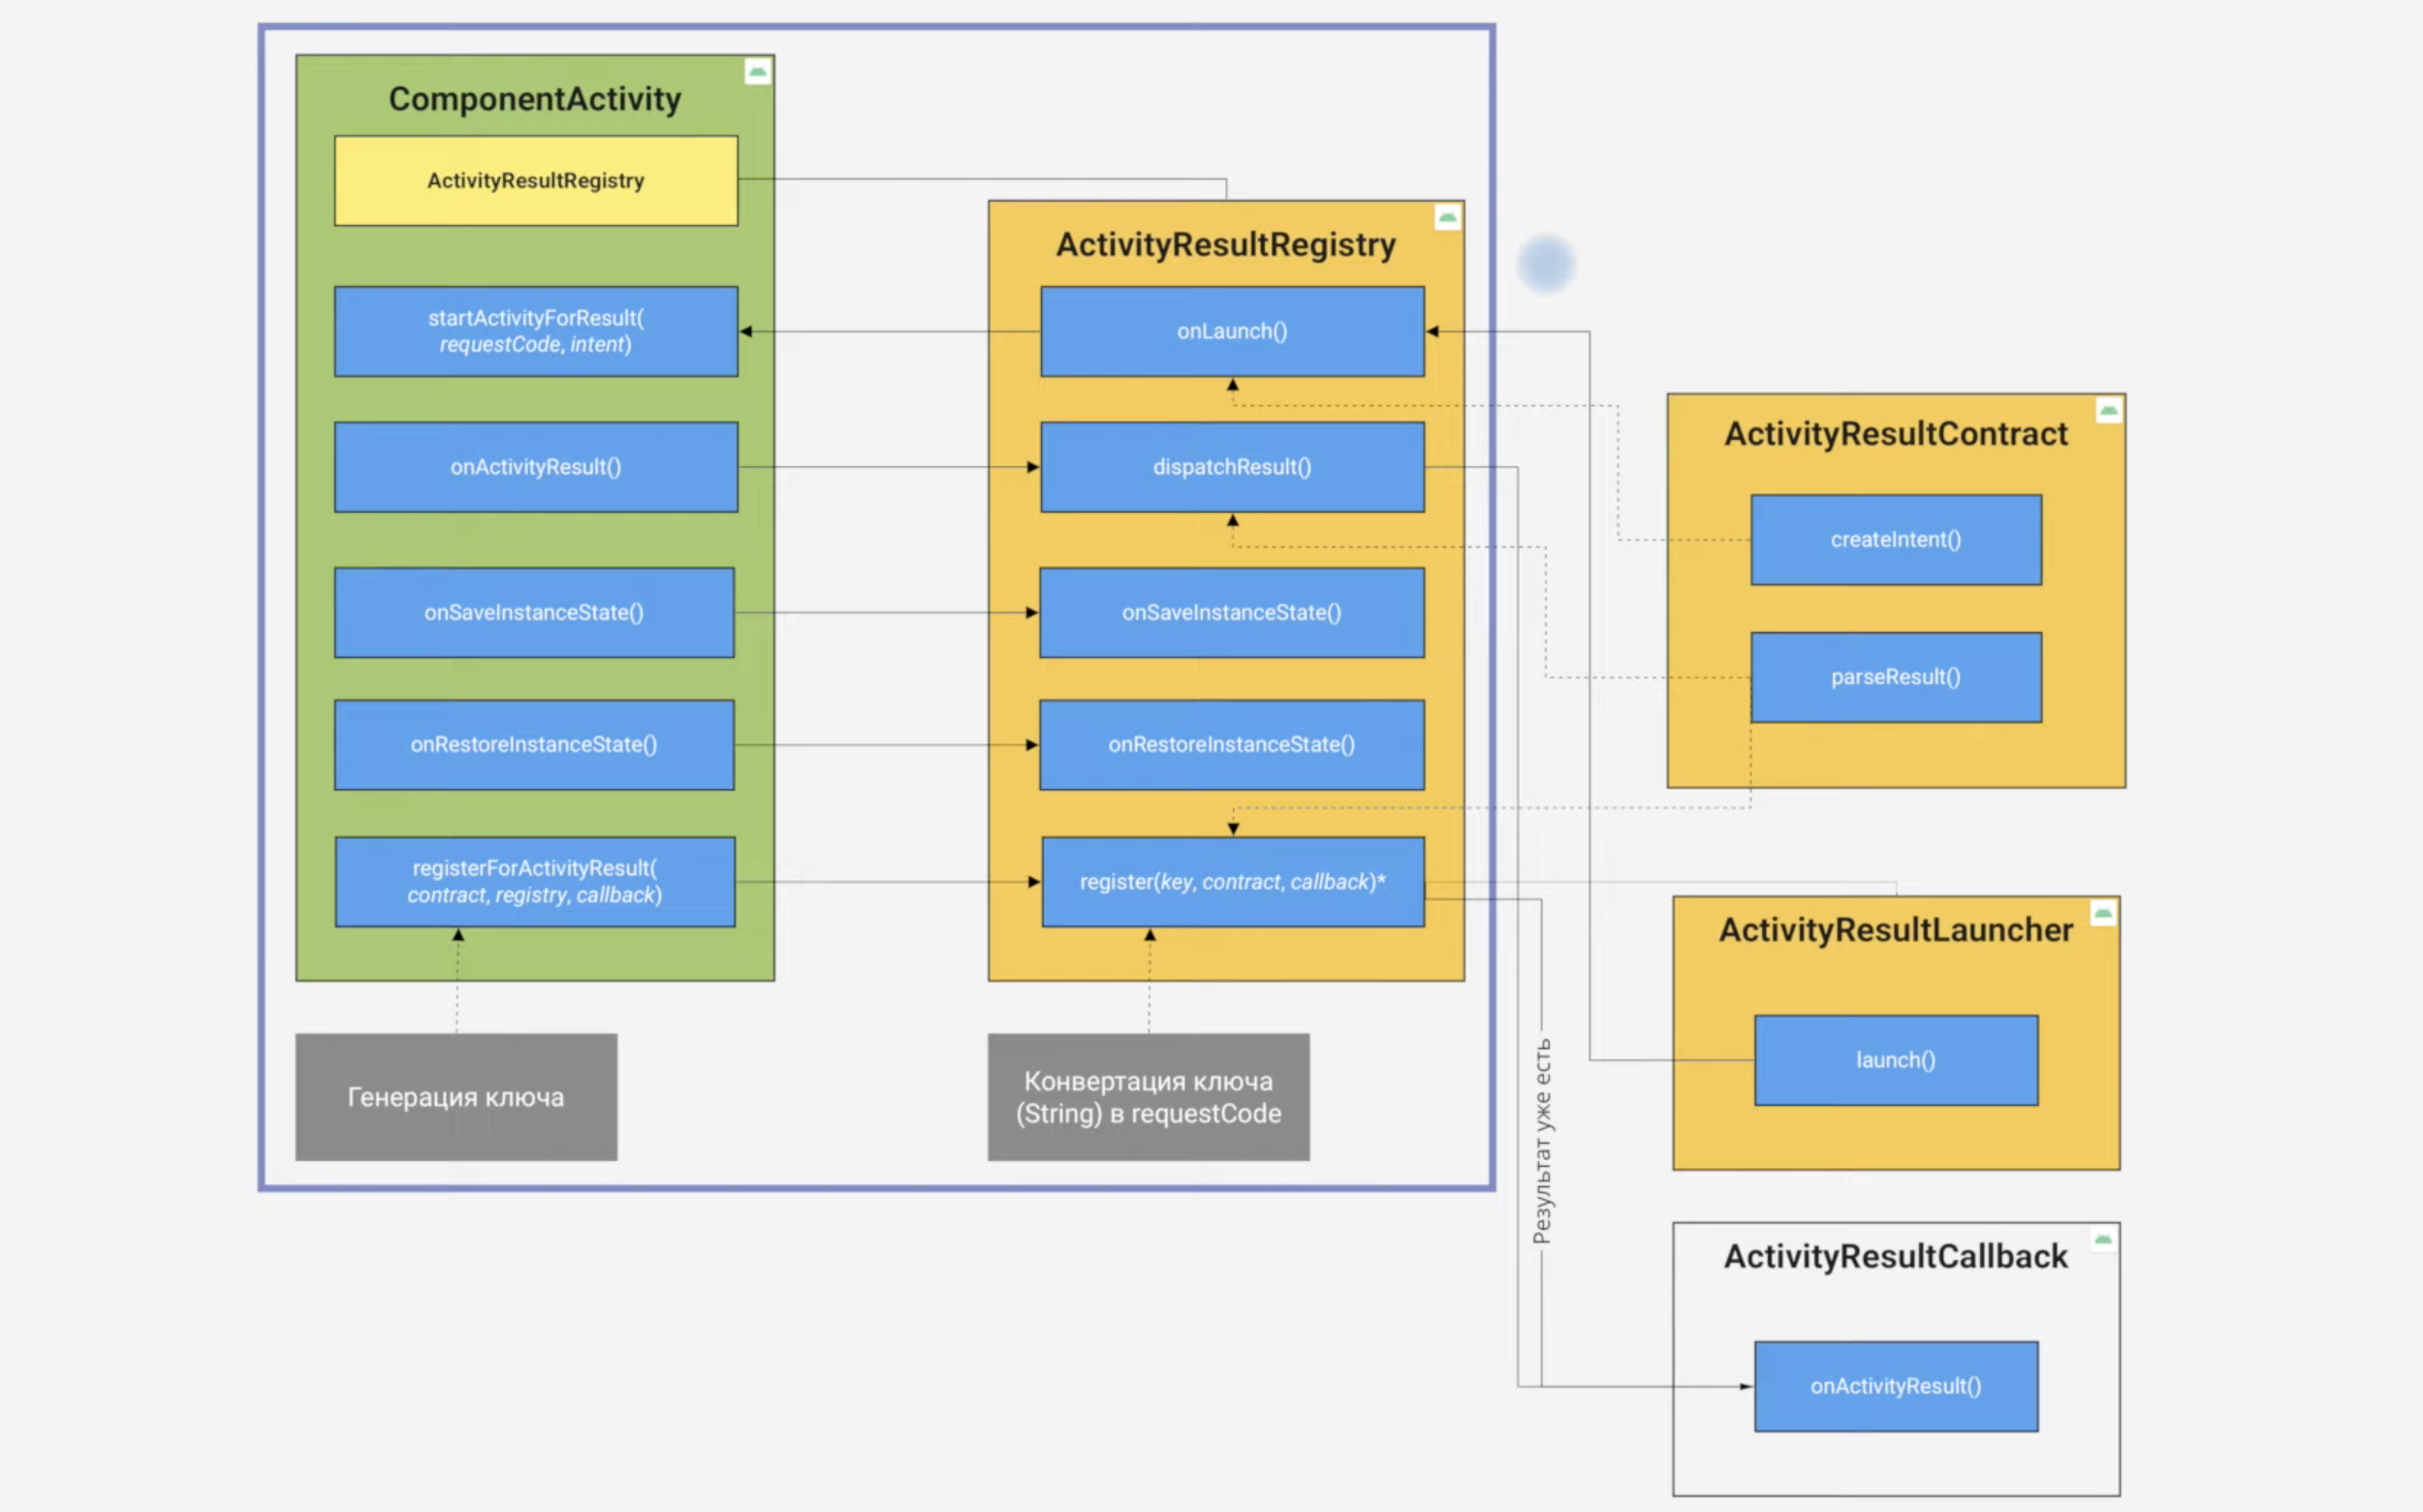 ComponentActivity
ActivityResultRegistry
startActivityForResult(
requestCode, intent)
onActivityResult()
onSaveInstanceState()
onRestoreInstanceState()
registerForActivityResult(
contract, registry, callback)
Генерация ключа
ActivityResultRegistry
onLaunch()
dispatchResult()
onSaveInstanceState()
onRestoreInstanceState()
register(key, contract, callback)*
Конвертация ключа
(String) в requestCode
Результат уже есть
ActivityResultContract
createIntent()
parseResult()
ActivityResultLauncher
launch()
ActivityResultCallback
onActivityResult()